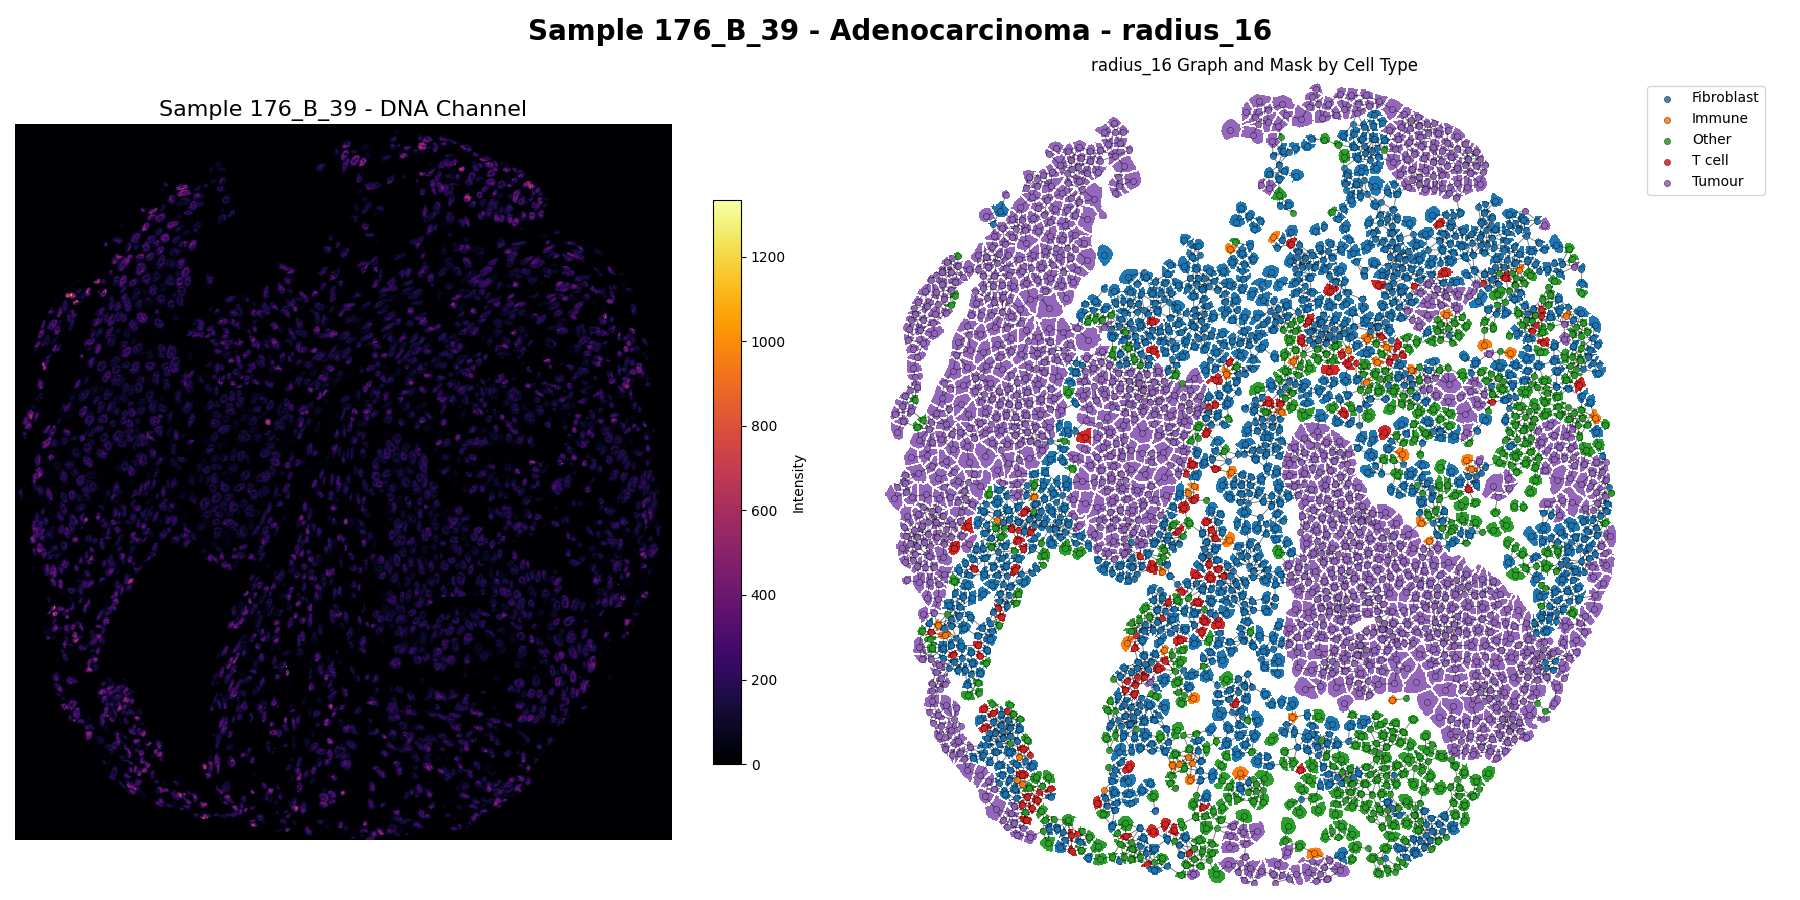 Sample 176_B_39 - Adenocarcinoma - radius_16
Sample 176_B_39 - DNA Channel
1200
1000
800
600
400
200
0
Intensity
radius_16 Graph and Mask by Cell Type
Fibroblast
Immune
Other
T cell
Tumour